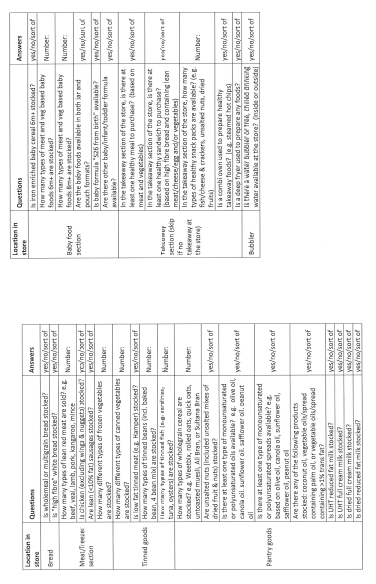 Location in store
Questions
Answers
Bread
Is wholemeal or multigrain bread stocked?
yes/no/sort of
Is "high fibre" white bread stocked?
yes/no/sort of
Meat/freezer section
How many types of lean red meat are sold? e.g.
beef, veal, lamb, pork, kangaroo, mince,
Number:
Is chicken (excluding wings & nuggets) stocked?
yes/no/sort of
Are lean (<10% fat) sausages stocked?
yes/no/sort of
How many different types of frozen vegetables
are stocked?
Number:
Tinned goods
How many different types of canned vegetables
are stocked?
Number:
Is low fat tinned meat (e.g. Hamper) stocked?
yes/no/sort of
How many types of canned beans (incl. baked
bean, 4 bean mix) are stocked?
Number:
How many types of tinned fish (e.g. sardines,
tuna, oysters) are stocked?
Number:
Pantry goods
How many types of wholegrain cereal are
stocked? e.g. Weetbix, rolled oats, quick oats,
untoasted muesli, All Bran, or Sultana Bran
Number:
Are unsalted nuts (included unsalted mixes of
dried fruit & nuts) stocked?
yes/no/sort of
Is there at least one type of monounsaturated
or polyunsaturated oils available? e.g. olive oil,
canola oil, sunflower oil, safflower oil, peanut
oil
yes/no/sort of
Is there at least one type of monounsaturated
or polyunsaturated spreads available? e.g.
based on olive oil, canola oil, sunflower oil,
safflower oil, peanut oil
yes/no/sort of
Are there any of the following products
stocked: coconut oil, vegetable oils/spread
containing palm oil, or vegetable oils/spread
containing >1% trans fat?
yes/no/sort of
Is UHT reduced fat milk stocked?
yes/no/sort of
Is UHT full cream milk stocked?
yes/no/sort of
Is dried full cream milk stocked?
yes/no/sort of
Is dried reduced fat milk stocked?
yes/no/sort of
Location in store
Questions
Answers
Baby food section
Is iron enriched baby cereal 6m+ stocked?
yes/no/sort of
How many types of meat and veg based baby
foods 6m+ are stocked?
Number:
How many types of meat and veg based baby
foods 8m+ are stocked?
Number:
Are the baby foods available in both jar and
pouch formats?
yes/no/sort of
Is baby formula "S26 from birth" available?
yes/no/sort of
Are there other baby/infant/toddler formula
available?
yes/no/sort of
Takeaway section (skip if no takeaway at the store)
In the takeaway section of the store, is there at
least one healthy meal to purchase? (based on
meat and vegetables)
yes/no/sort of
In the takeaway section of the store, is there at
least one healthy sandwich to purchase?
(based on high fibre bread and containing lean
meat/cheese/egg and/or vegetables)
yes/no/sort of
In the takeaway section of the store, how many
types of healthy snack packs are available? (e.g.
fish/cheese & crackers, unsalted nuts, dried
fruits)
Number:
Is a combi oven used to prepare healthy
takeaway foods? (e.g. steamed hot chips)
yes/no/sort of
Is a deep fryer used to prepare any foods?
yes/no/sort of
Bubbler
Is there a water bubbler or free, chilled drinking
water available at the store? (inside or outside)
yes/no/sort of